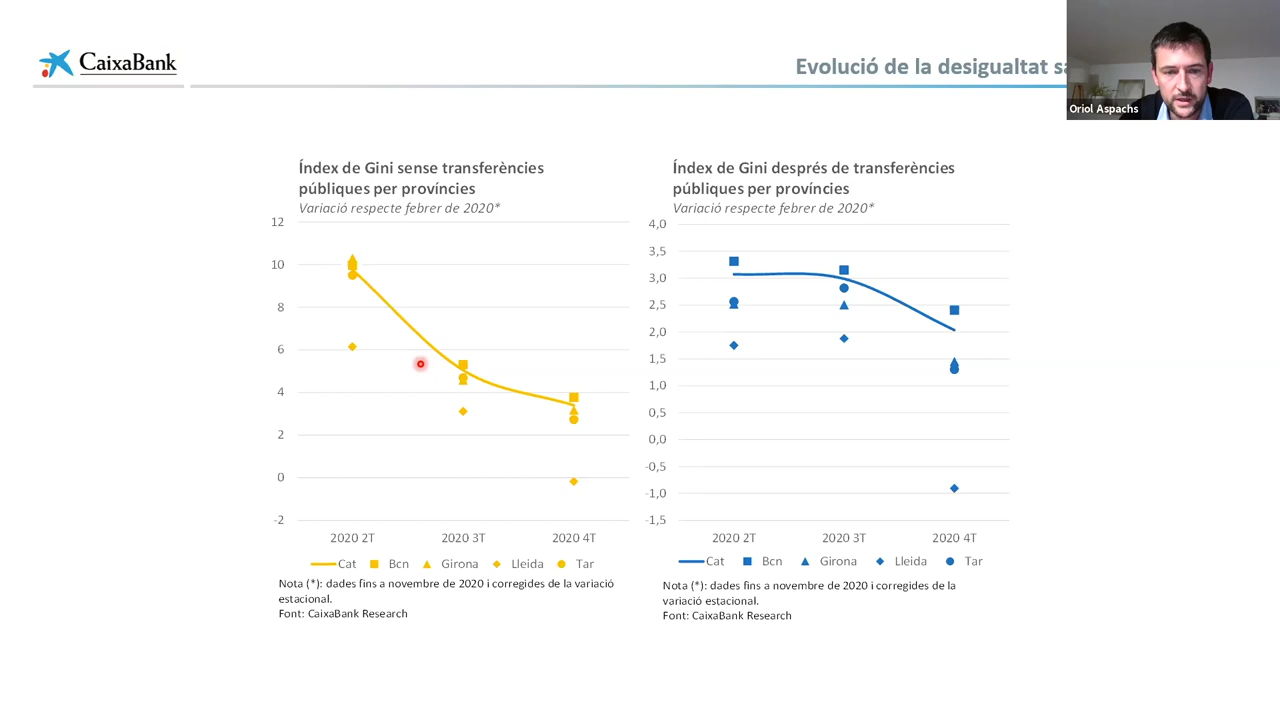 CaixaBank
Evolució de la desigualtat
Oriol Aspachs
Índex de Gini sense transferències
públiques per províncies
Variació respecte febrer de 2020*
12
10
8
6
4
2
0
-2
2020 2T 2020 3T 2020 4T
Cat Bcn Girona Lleida Tar
Nota (*): dades fins a novembre de 2020 i corregides de la variació
estacional.
Font: CaixaBank Research
Índex de Gini després de transferències
públiques per províncies
Variació respecte febrer de 2020*
4,0
3,5
3,0
2,5
2,0
1,5
1,0
0,5
0,0
-0,5
-1,0
-1,5
2020 2T 2020 3T 2020 4T
Cat Bcn Girona Lleida Tar
Nota (*): dades fins a novembre de 2020 i corregides de la
variació estacional.
Font: CaixaBank Research